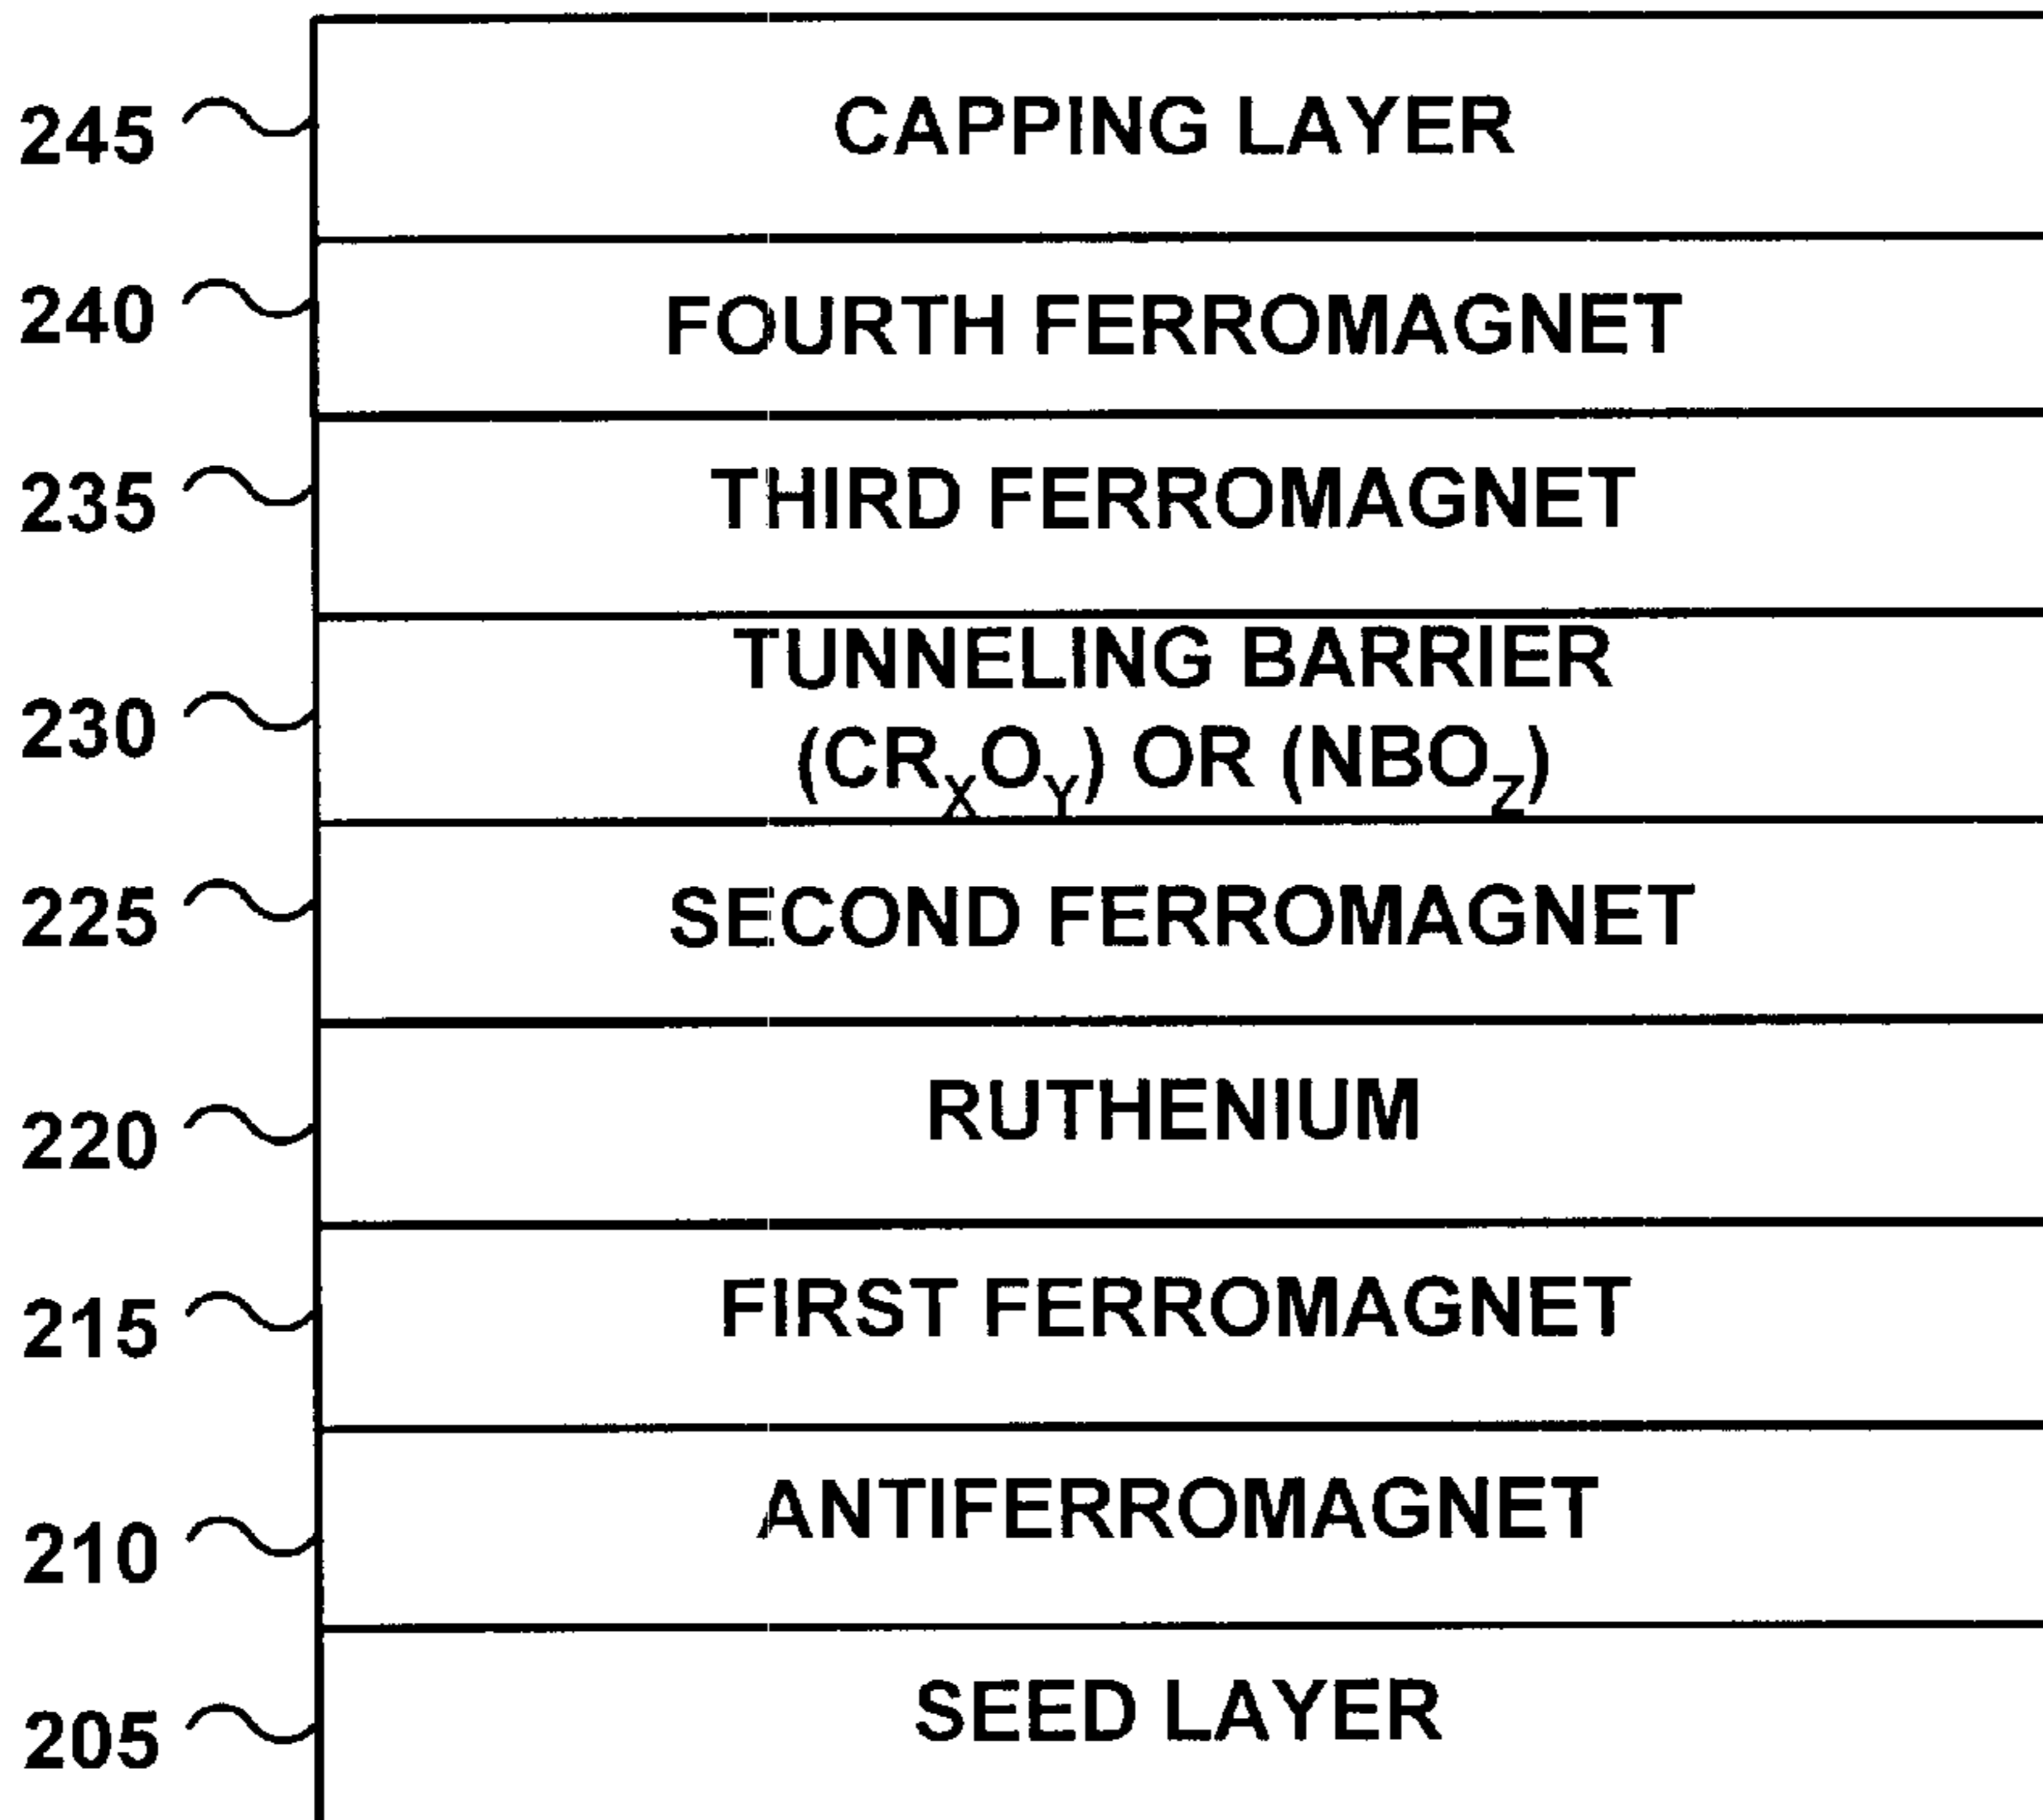 245 CAPPING LAYER
240 FOURTH FERROMAGNET
235 THIRD FERROMAGNET
TUNNELING BARRIER
230 (CRXOY) OR (NBOZ)
225 SECOND FERROMAGNET
220 RUTHENIUM
215 FIRST FERROMAGNET
210 ANTIFERROMAGNET
205 SEED LAYER